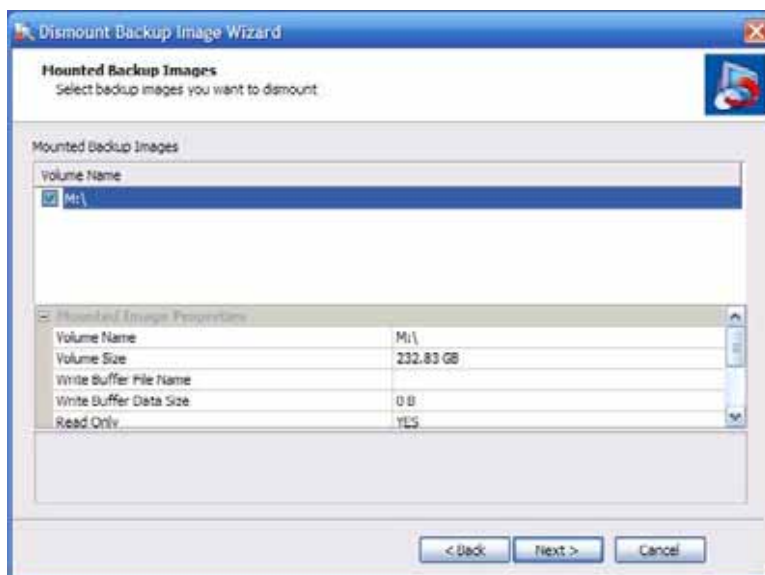 Dismount Backup Image Wizard
Mounted Backup Images
Select backup images you want to dismount
Mounted Backup Images
Volume Name
M:\
Mounted Image Properties
Volume Name M:\
Volume Size 232.83 GB
Write Buffer File Name
Write Buffer Data Size 0 B
Read Only YES
< Back Next > Cancel